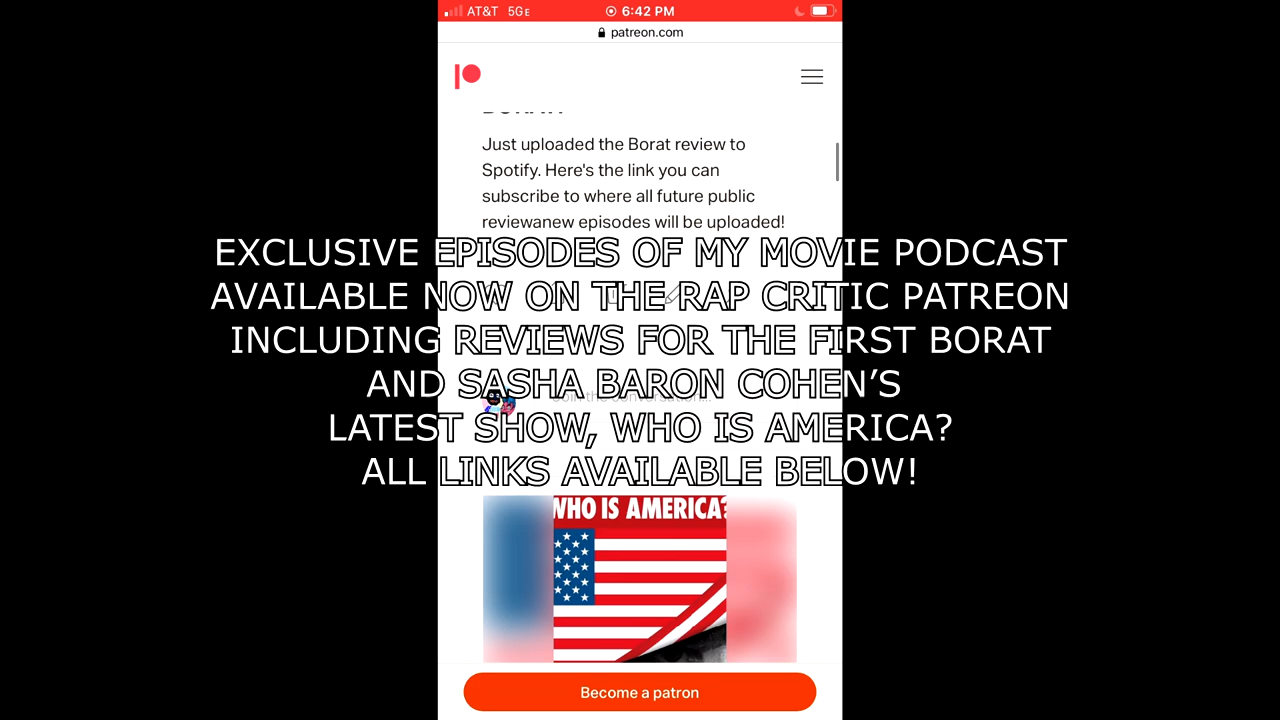 AT&T 5GE 6:42 PM
patreon.com
Just uploaded the Borat review to
Spotify. Here's the link you can
subscribe to where all future public
reviewanew episodes will be uploaded!
EXCLUSIVE EPISODES OF MY MOVIE PODCAST
AVAILABLE NOW ON THE RAP CRITIC PATREON
INCLUDING REVIEWS FOR THE FIRST BORAT
AND SASHA BARON COHEN’S
Join the conversation...
LATEST SHOW, WHO IS AMERICA?
ALL LINKS AVAILABLE BELOW!
WHO IS AMERICA?
Become a patron